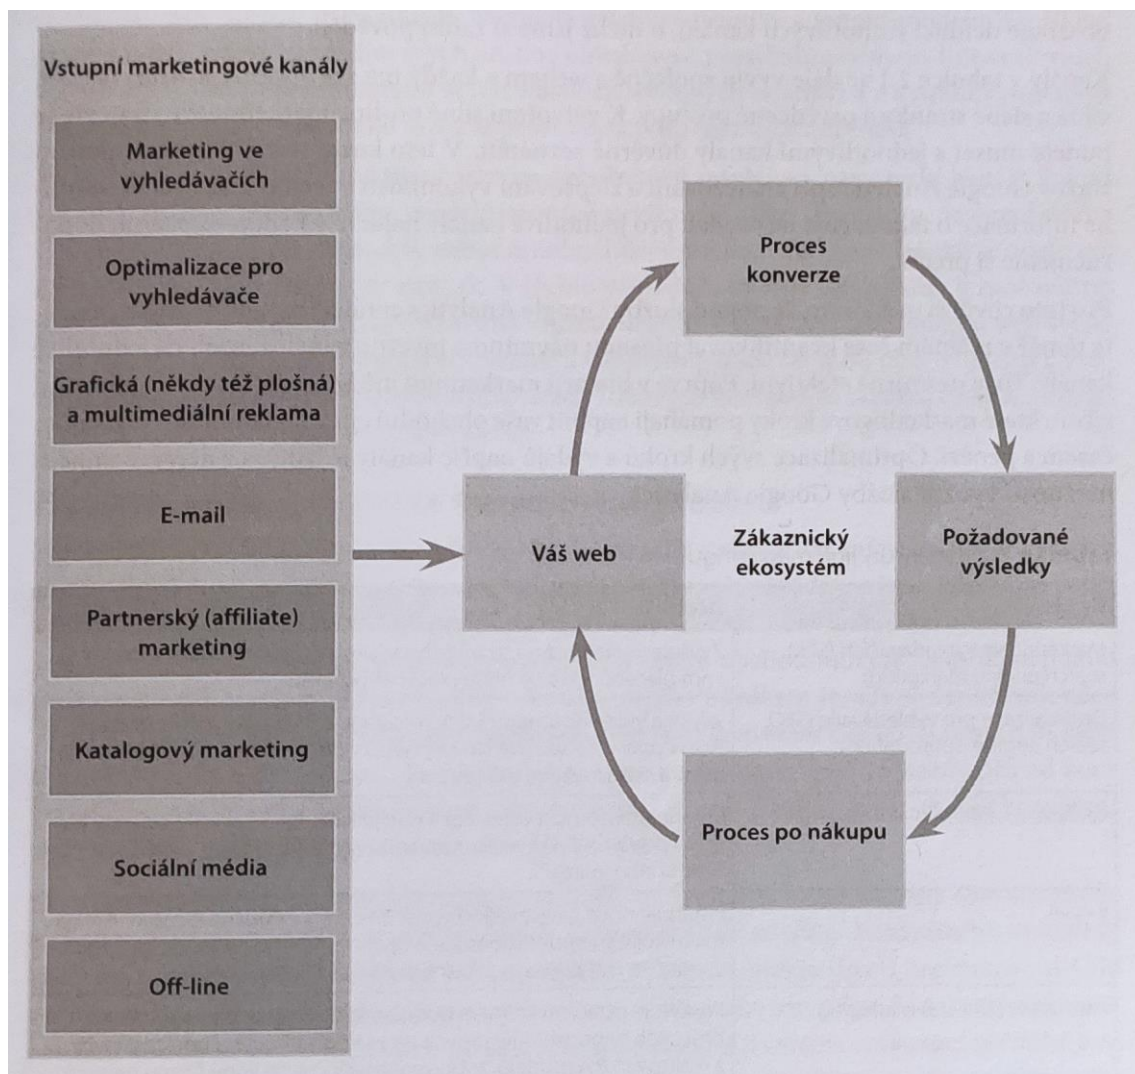 Vstupní marketingové kanály
Marketing ve
vyhledávačích
Optimalizace pro
vyhledávače
Grafická (někdy též plošná)
a multimediální reklama
E-mail
Partnerský (affiliate)
marketing
Katalogový marketing
Sociální média
Off-line
Proces
konverze
Váš web
Zákaznický
ekosystém
Požadované
výsledky
Proces po nákupu